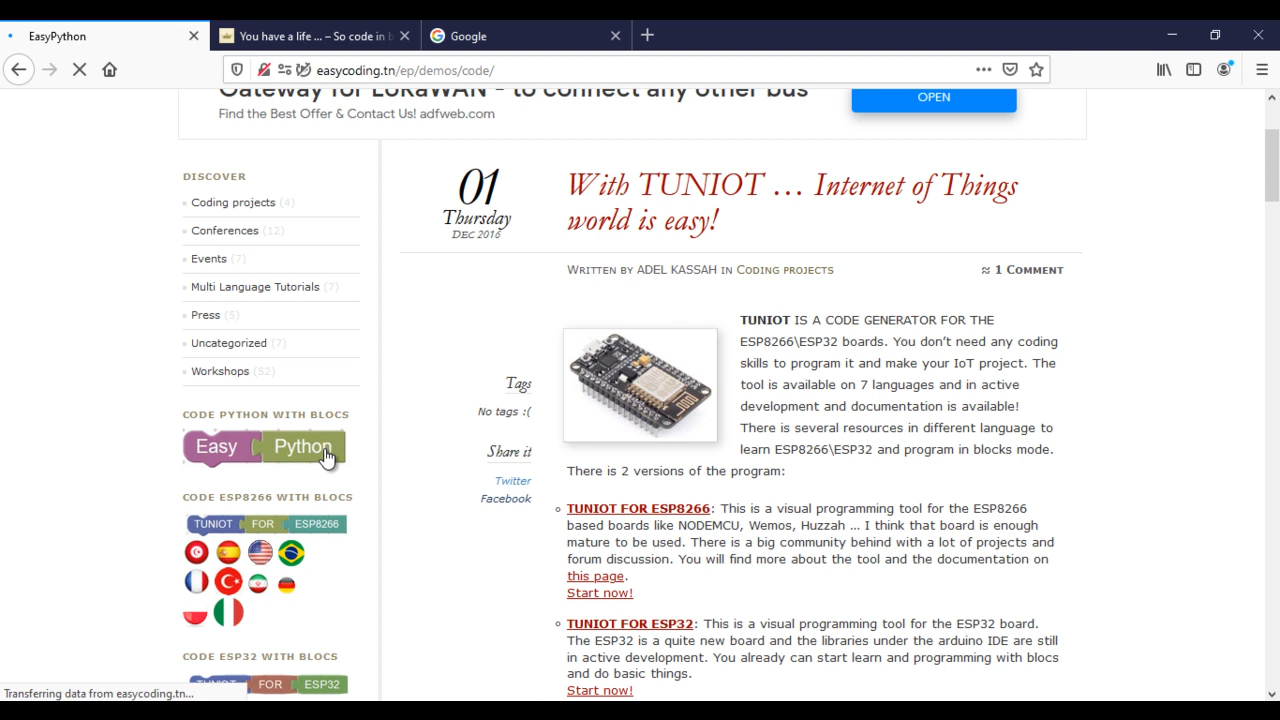 EasyPython
You have a life ... – So code in b
Google
easycoding.tn/ep/demos/code/
Gateway for LoRaWAN - to connect any other bus
Find the Best Offer & Contact Us! adfweb.com
OPEN
DISCOVER
Coding projects (4)
Conferences (12)
Events (7)
Multi Language Tutorials (7)
Press (5)
Uncategorized (7)
Workshops (52)
CODE PYTHON WITH BLOCS
Easy Python
CODE ESP8266 WITH BLOCS
TUNIOT FOR ESP8266
CODE ESP32 WITH BLOCS
TUNIOT FOR ESP32
01
Thursday
DEC 2016
With TUNIOT ... Internet of Things
world is easy!
WRITTEN BY ADEL KASSAH IN CODING PROJECTS
≈ 1 COMMENT
Tags
No tags :(
Share it
Twitter
Facebook
TUNIOT IS A CODE GENERATOR FOR THE
ESP8266\ESP32 boards. You don't need any coding
skills to program it and make your IoT project. The
tool is available on 7 languages and in active
development and documentation is available!
There is several resources in different language to
learn ESP8266\ESP32 and program in blocks mode.
There is 2 versions of the program:
TUNIOT FOR ESP8266: This is a visual programming tool for the ESP8266
based boards like NODEMCU, Wemos, Huzzah ... I think that board is enough
mature to be used. There is a big community behind with a lot of projects and
forum discussion. You will find more about the tool and the documentation on
this page.
Start now!
TUNIOT FOR ESP32: This is a visual programming tool for the ESP32 board.
The ESP32 is a quite new board and the libraries under the arduino IDE are still
in active development. You already can start learn and programming with blocs
and do basic things.
Start now!
Transferring data from easycoding.tn...